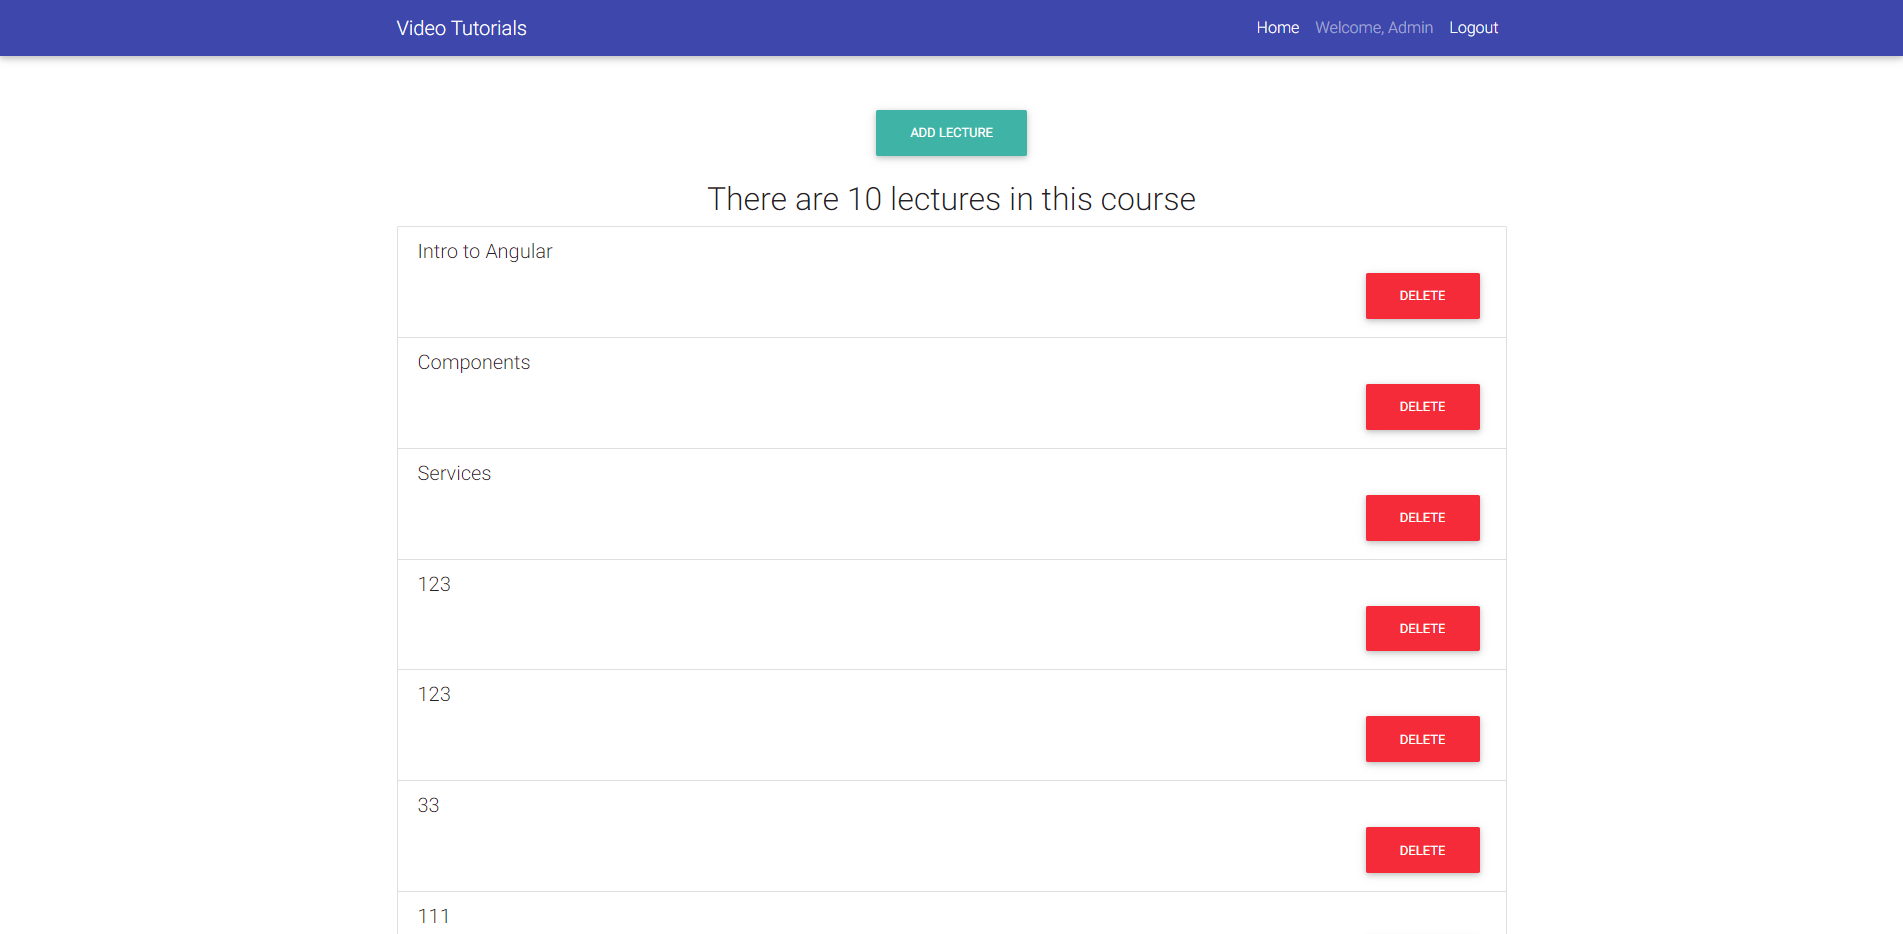 Video Tutorials
Home Welcome, Admin Logout
ADD LECTURE
There are 10 lectures in this course
Intro to Angular
DELETE
Components
DELETE
Services
DELETE
123
DELETE
123
DELETE
33
DELETE
111